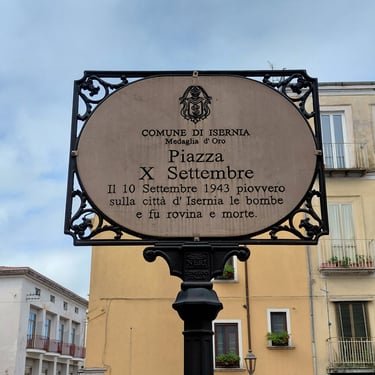 COMUNE DI ISERNIA
Medaglia d' Oro
Piazza
X Settembre
Il 10 Settembre 1943 piovvero
sulla città d' Isernia le bombe
e fu rovina e morte.